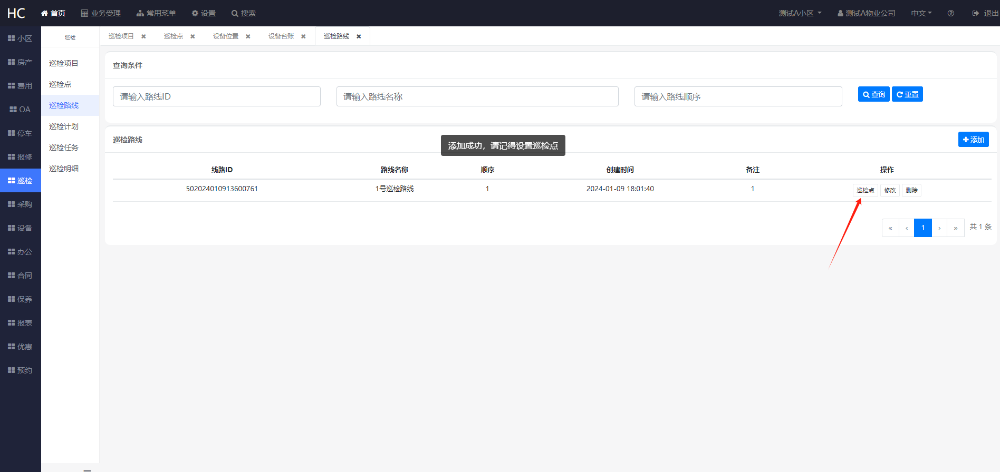 HC 首页 业务受理 常用菜单 设置 搜索 测试A小区 测试A物业公司 中文 退出
小区
房产
费用
OA
停车
报修
巡检
采购
设备
办公
合同
保养
报表
优惠
预约
巡检
巡检项目
巡检点
巡检路线
巡检计划
巡检任务
巡检明细
巡检项目 巡检点 设备位置 设备台账 巡检路线
查询条件
请输入路线ID 请输入路线名称 请输入路线顺序 查询 重置
巡检路线 添加
添加成功，请记得设置巡检点
线路ID 路线名称 顺序 创建时间 备注 操作
502024010913600761 1号巡检路线 1 2024-01-09 18:01:40 1 巡检点 修改 删除
« ‹ 1 › » 共 1 条